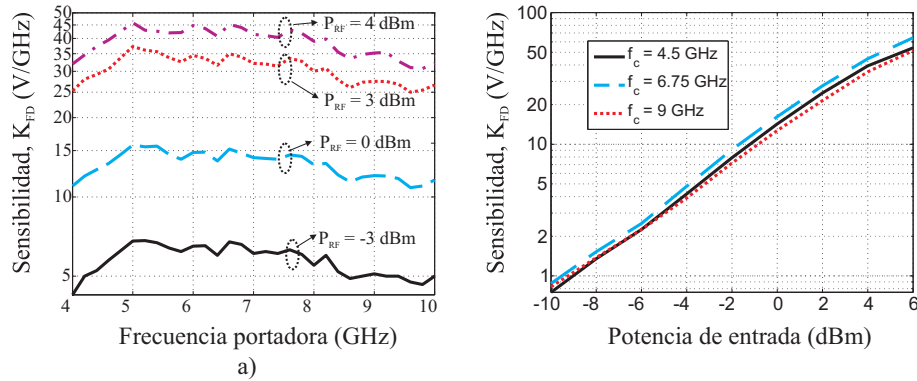 Sensibilidad, K_FD (V/GHz)
50
45
40
35
30
25
15
10
5
P_RF = 4 dBm
P_RF = 3 dBm
P_RF = 0 dBm
P_RF = -3 dBm
4 5 6 7 8 9 10
Frecuencia portadora (GHz)
a)
Sensibilidad, K_FD (V/GHz)
100
50
20
10
5
2
1
f_c = 4.5 GHz
f_c = 6.75 GHz
f_c = 9 GHz
-10 -8 -6 -4 -2 0 2 4 6
Potencia de entrada (dBm)